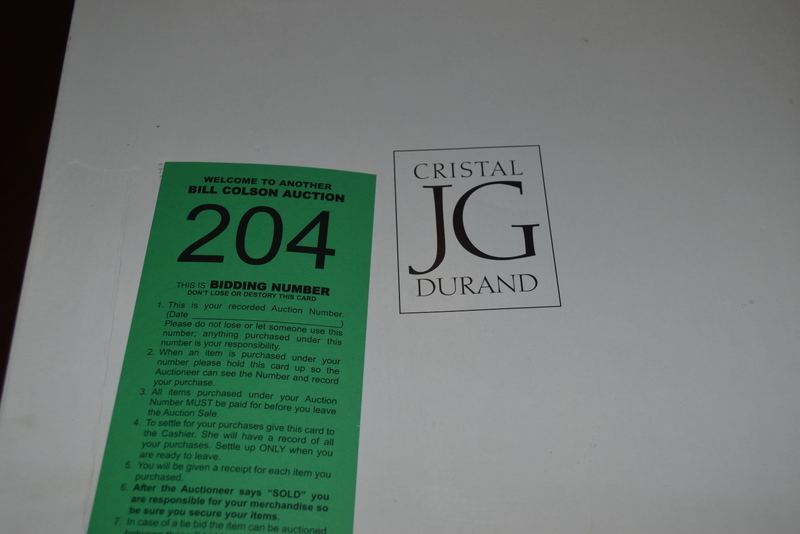 WELCOME TO ANOTHER
BILL COLSON AUCTION
204
THIS IS BIDDING NUMBER
DON'T LOSE OR DESTORY THIS CARD
1. This is your recorded Auction Number.
(Date ______________________)
Please do not lose or let someone use this
number; anything purchased under this
number is your responsibility.
2. When an item is purchased under your
number please hold this card up so the
Auctioneer can see the Number and record
your purchase.
3. All items purchased under your Auction
Number MUST be paid for before you leave
the Auction Sale.
4. To settle for your purchases give this card to
the Cashier. She will have a record of all
your purchases. Settle up ONLY when you
are ready to leave.
5. You will be given a receipt for each item you
purchased.
6. After the Auctioneer says "SOLD" you
are responsible for your merchandise so
be sure you secure your items.
7. In case of a tie bid the item can be auctioned
CRISTAL
JG
DURAND